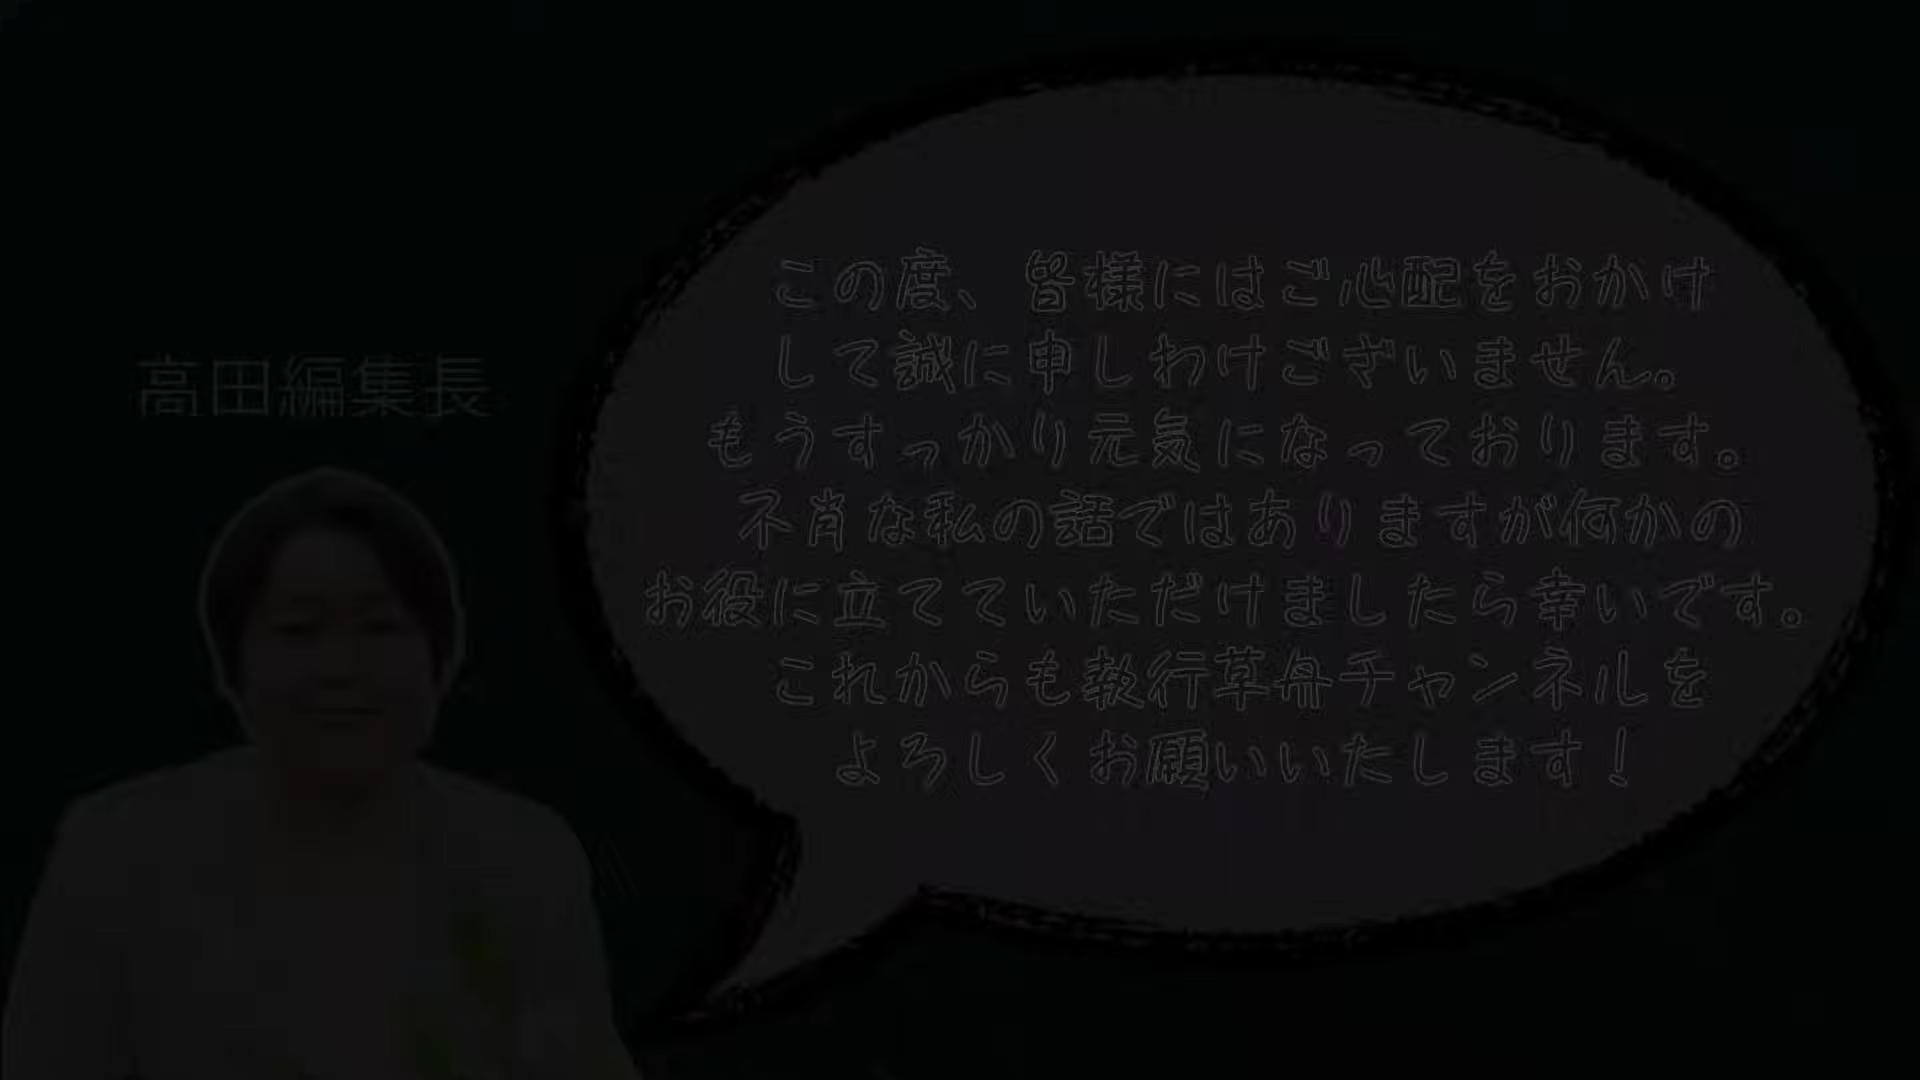 高田編集長
この度、皆様にはご心配をおかけ
して誠に申しわけございません。
もうすっかり元気になっております。
不肖な私の話ではありますが何かの
お役に立てていただけましたら幸いです。
これからも執行草舟チャンネルを
よろしくお願いいたします！